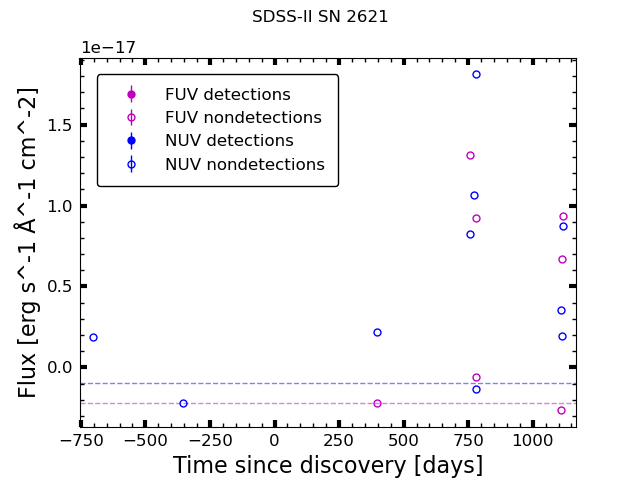 SDSS-II SN 2621
1e−17
FUV detections
FUV nondetections
NUV detections
NUV nondetections
1.5
1.0
0.5
0.0
Flux [erg s^-1 Å^-1 cm^-2]
−750 −500 −250 0 250 500 750 1000
Time since discovery [days]